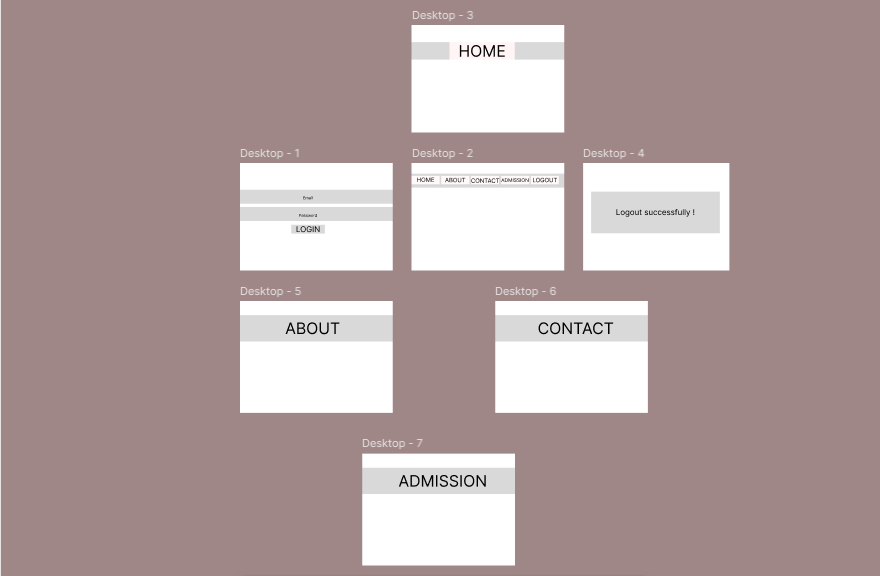 Desktop - 3
HOME
Desktop - 1
Email
Password
LOGIN
Desktop - 2
HOME ABOUT CONTACT ADMISSION LOGOUT
Desktop - 4
Logout successfully !
Desktop - 5
ABOUT
Desktop - 6
CONTACT
Desktop - 7
ADMISSION